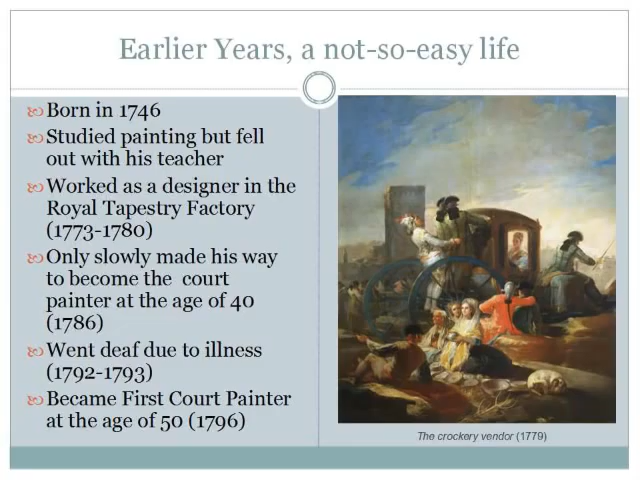 Earlier Years, a not-so-easy life
Born in 1746
Studied painting but fell
out with his teacher
Worked as a designer in the
Royal Tapestry Factory
(1773-1780)
Only slowly made his way
to become the  court
painter at the age of 40
(1786)
Went deaf due to illness
(1792-1793)
Became First Court Painter
at the age of 50 (1796)
The crockery vendor (1779)